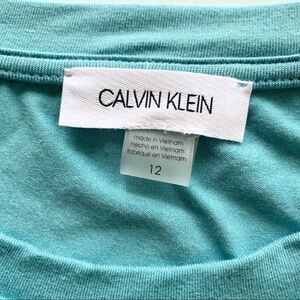 CALVIN KLEIN
made in Vietnam
hecho en Vietnam
fabriqué en Vietnam
12